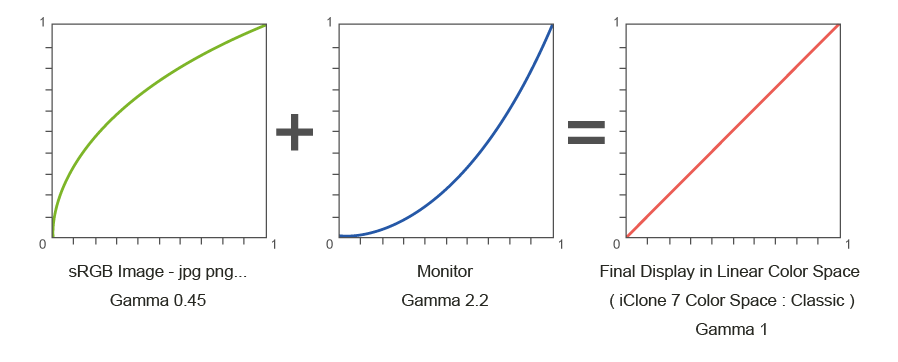 1
1
1
0
1
0
1
0
1
sRGB Image - jpg png...
Monitor
Final Display in Linear Color Space
Gamma 0.45
Gamma 2.2
( iClone 7 Color Space : Classic )
Gamma 1